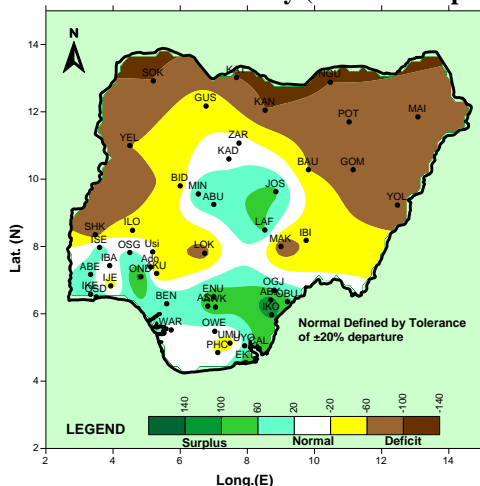 N
14
12
10
8
6
4
2
Lat. (N)
SOK
NGU
GUS
KAN
POT
MAI
YEL
ZAR
KAD
BAU
GOM
BID
MIN
ABU
JOS
YOL
SHK
ILO
LAF
IBI
ISE
OSG
Usi
LOK
MAK
IBA
Ado
ABE
AKU
IJE
OND
IKE
OSD
BEN
ENU
OGJ
OBU
IKO
WAR
OWE
UMU
UYO
CAL
PHC
EKT
Normal Defined by Tolerance
of ±20% departure
LEGEND
140 100 60 20 -20 -60 -100 -140
Surplus Normal Deficit
2 4 6 8 10 12 14
Long.(E)